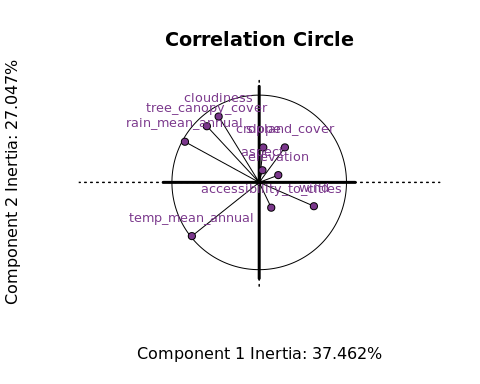 Correlation Circle
cloudiness
tree_canopy_cover
rain_mean_annual
slope
cropland_cover
aspect
elevation
accessibility_to_cities
wind
temp_mean_annual
Component 2 Inertia: 27.047%
Component 1 Inertia: 37.462%